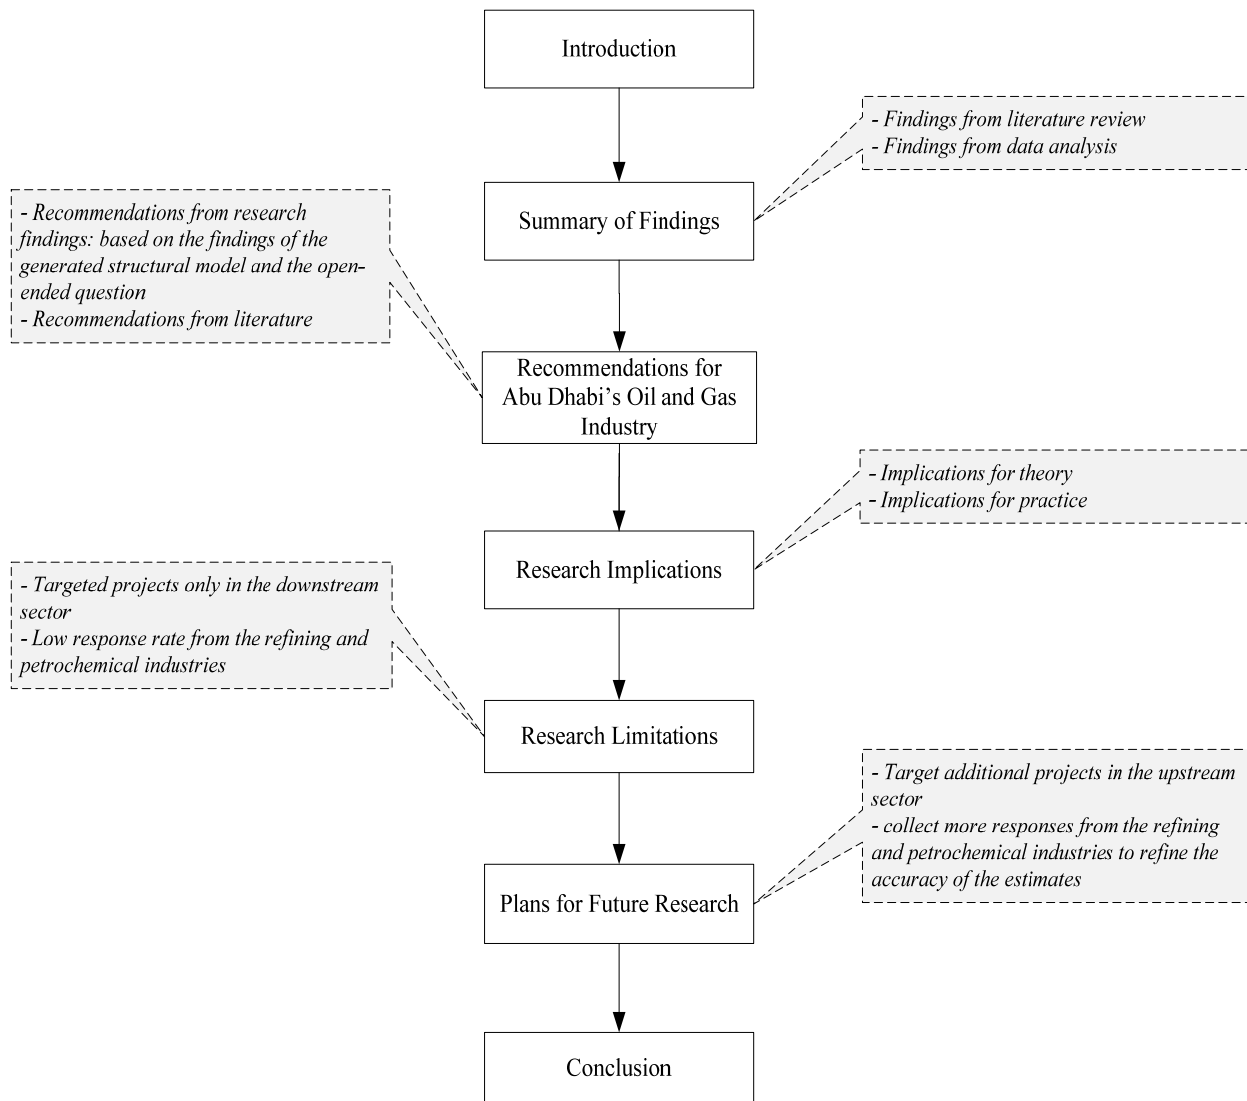 Introduction
- Findings from literature review
- Findings from data analysis
Summary of Findings
- Recommendations from research
findings: based on the findings of the
generated structural model and the open-
ended question
- Recommendations from literature
Recommendations for
Abu Dhabi's Oil and Gas
Industry
- Implications for theory
- Implications for practice
Research Implications
- Targeted projects only in the downstream
sector
- Low response rate from the refining and
petrochemical industries
Research Limitations
- Target additional projects in the upstream
sector
- collect more responses from the refining
and petrochemical industries to refine the
accuracy of the estimates
Plans for Future Research
Conclusion